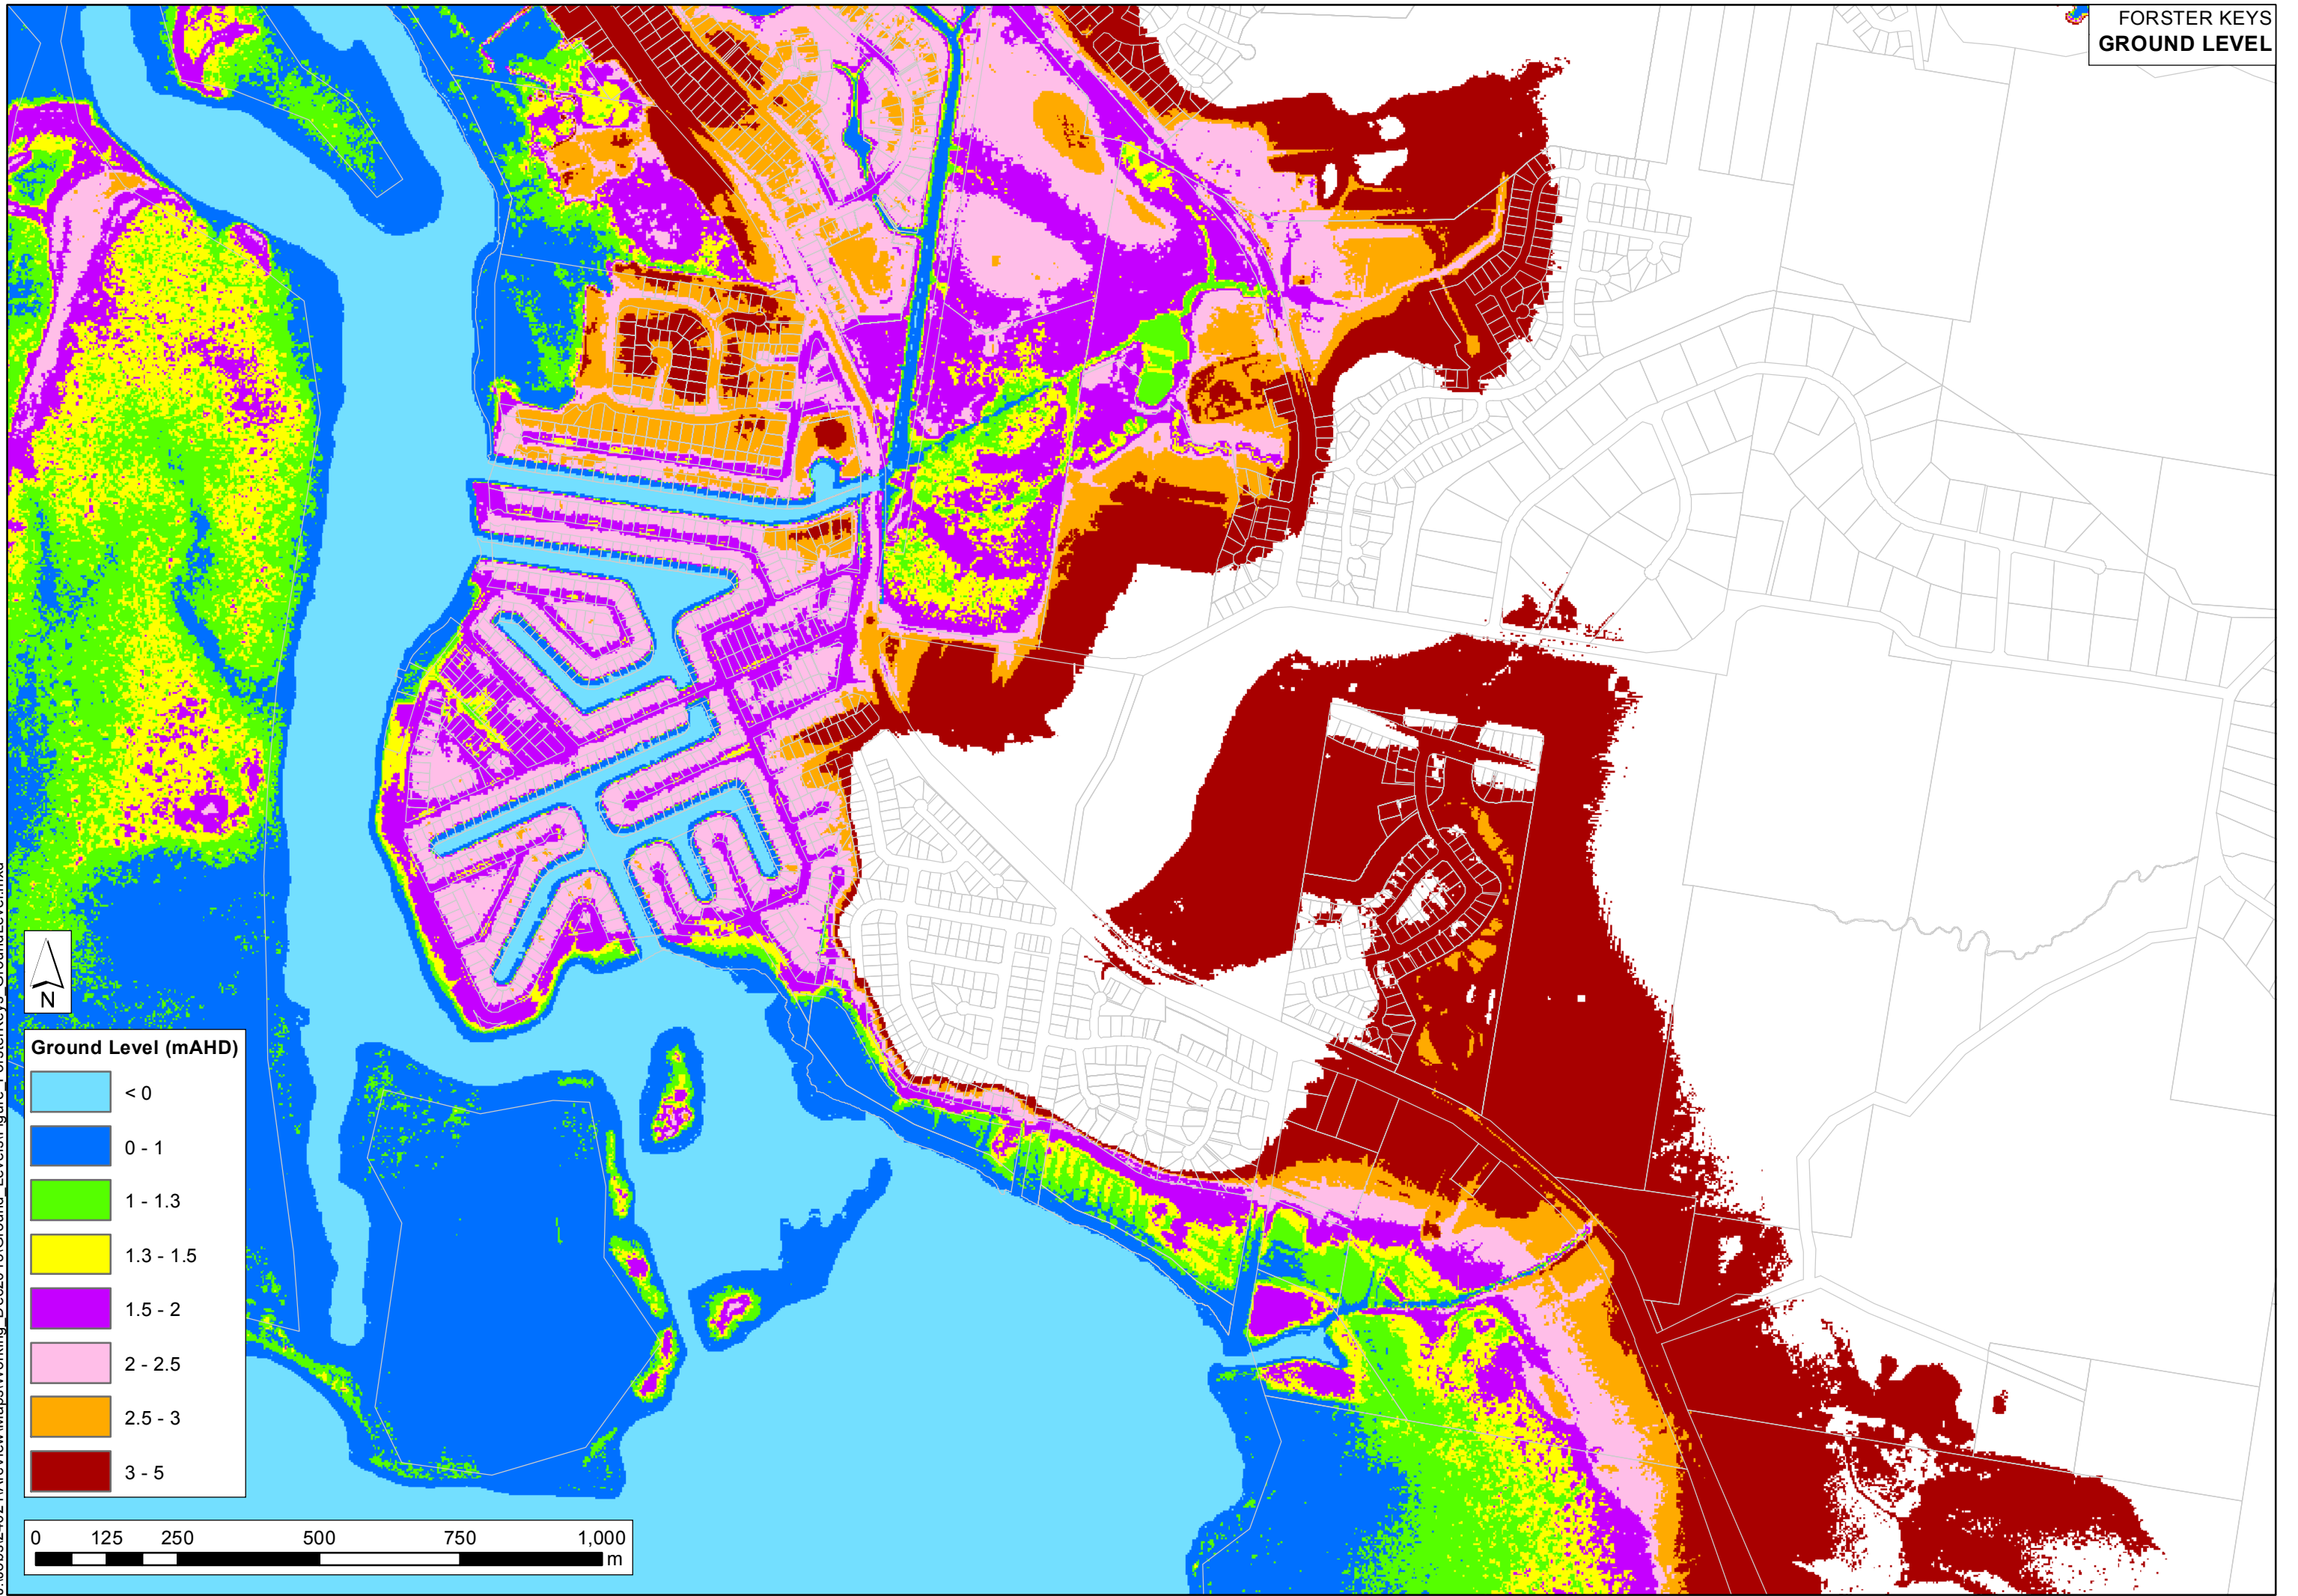 FORSTER KEYS
GROUND LEVEL
N
Ground Level (mAHD)
< 0
0 - 1
1 - 1.3
1.3 - 1.5
1.5 - 2
2 - 2.5
2.5 - 3
3 - 5
0 125 250 500 750 1,000
m